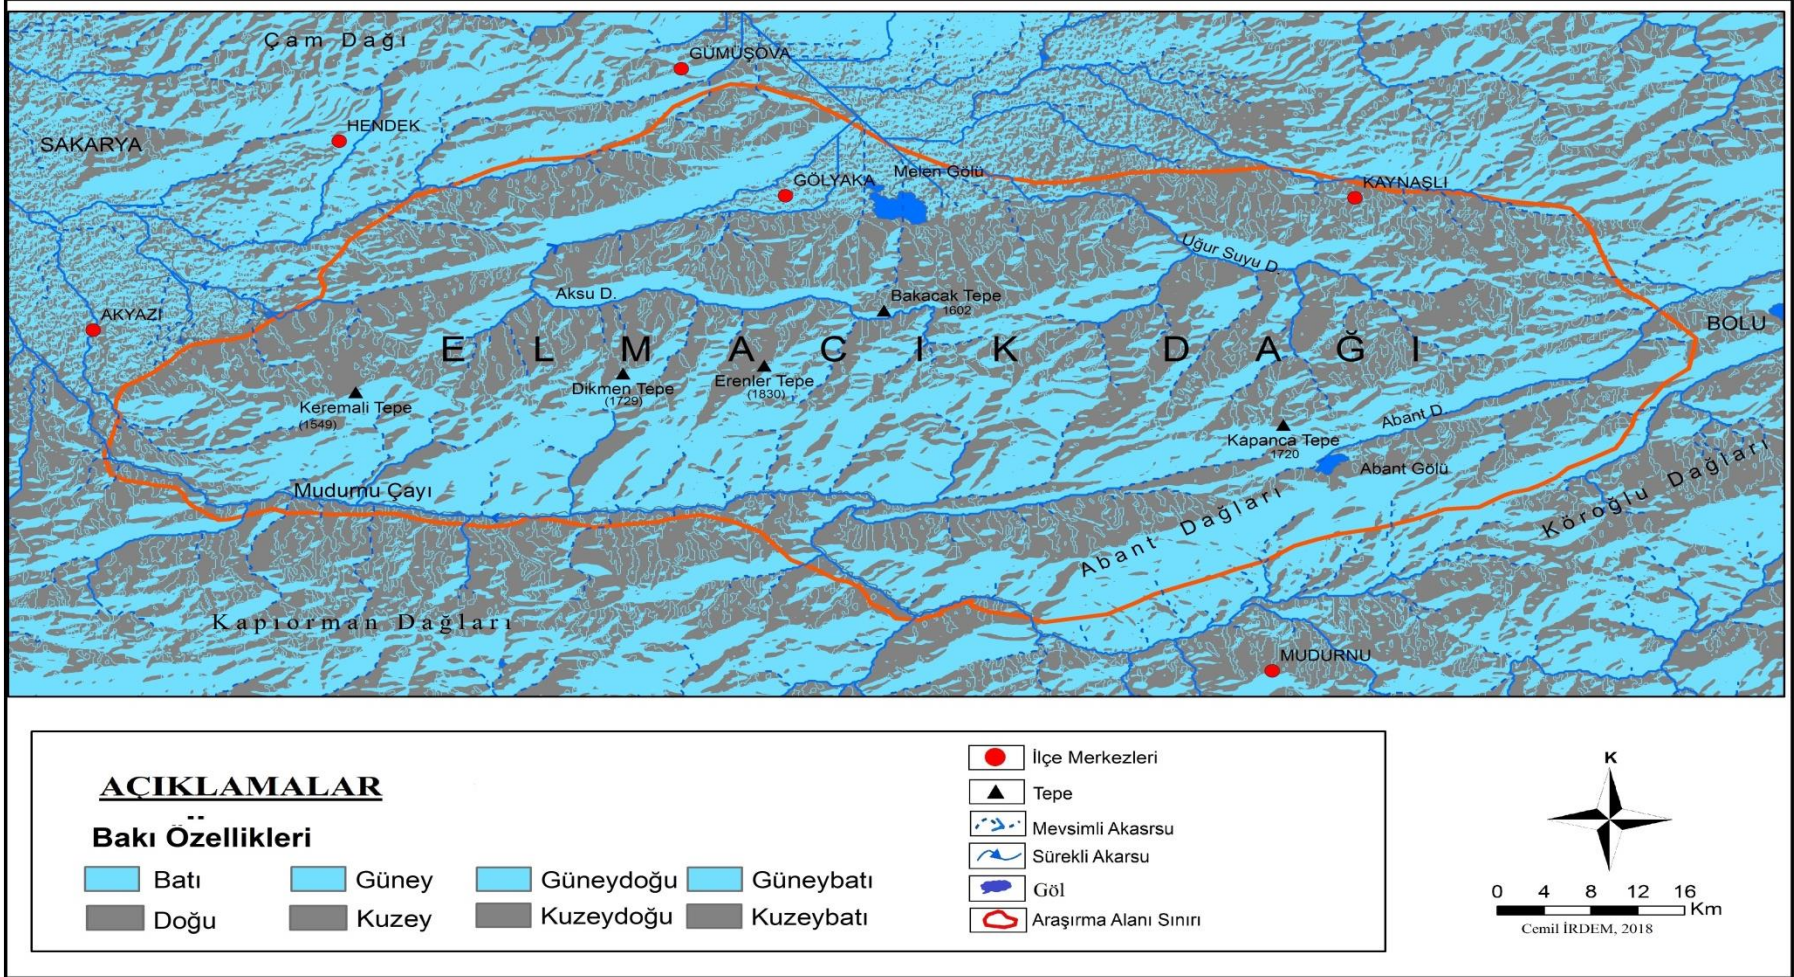 Çam Dağı
GÜMÜŞOVA
HENDEK
SAKARYA
GÖLYAKA
Melen Gölü
KAYNAŞLI
Uğur Suyu D.
Aksu D.
Bakacak Tepe
1602
AKYAZI
BOLU
ELMACIK DAĞI
Dikmen Tepe
(1729)
Erenler Tepe
(1830)
Keremali Tepe
(1549)
Abant D.
Kapanca Tepe
1720
Abant Gölü
Mudurnu Çayı
Abant Dağları
Köroğlu Dağları
Kapıorman Dağları
MUDURNU
AÇIKLAMALAR
Bakı Özellikleri
Batı
Güney
Güneydoğu
Güneybatı
Doğu
Kuzey
Kuzeydoğu
Kuzeybatı
İlçe Merkezleri
Tepe
Mevsimli Akasrsu
Sürekli Akarsu
Göl
Araşırma Alanı Sınırı
K
0 4 8 12 16
Km
Cemil İRDEM, 2018